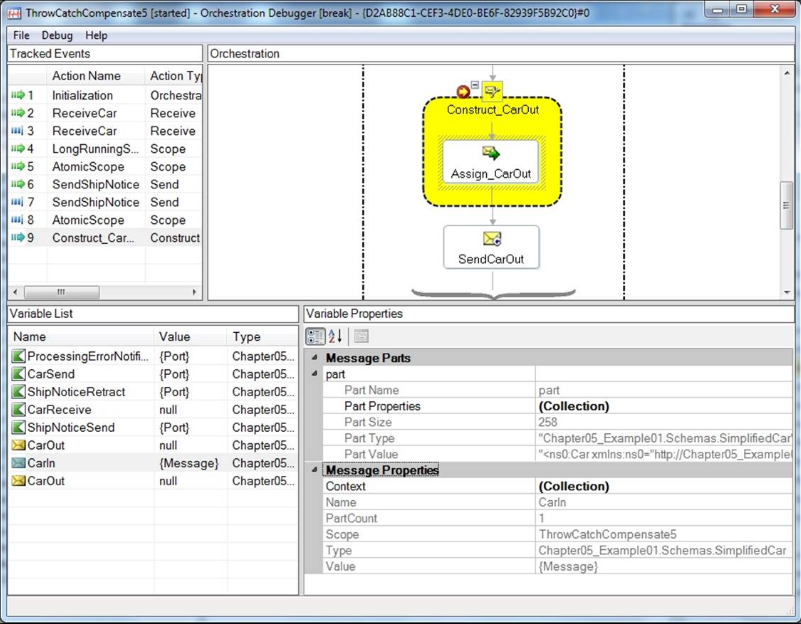 ThrowCatchCompensate5 [started] - Orchestration Debugger [break] - {D2AB88C1-CEF3-4DE0-BE6F-82939F5B92C0}#0
File Debug Help
Tracked Events
Action Name Action Typ
1 Initialization Orchestra
2 ReceiveCar Receive
3 ReceiveCar Receive
4 LongRunningS... Scope
5 AtomicScope Scope
6 SendShipNotice Send
7 SendShipNotice Send
8 AtomicScope Scope
9 Construct_Car... Construct
Orchestration
Construct_CarOut
Assign_CarOut
SendCarOut
Variable List
Name Value Type
ProcessingErrorNotifi... {Port} Chapter05...
CarSend {Port} Chapter05...
ShipNoticeRetract {Port} Chapter05...
CarReceive null Chapter05...
ShipNoticeSend {Port} Chapter05...
CarOut null Chapter05...
CarIn {Message} Chapter05...
CarOut null Chapter05...
Variable Properties
Message Parts
part
Part Name part
Part Properties (Collection)
Part Size 258
Part Type "Chapter05_Example01.Schemas.SimplifiedCar"
Part Value "<ns0:Car xmlns:ns0="http://Chapter05_Example
Message Properties
Context (Collection)
Name CarIn
PartCount 1
Scope ThrowCatchCompensate5
Type Chapter05_Example01.Schemas.SimplifiedCar
Value {Message}